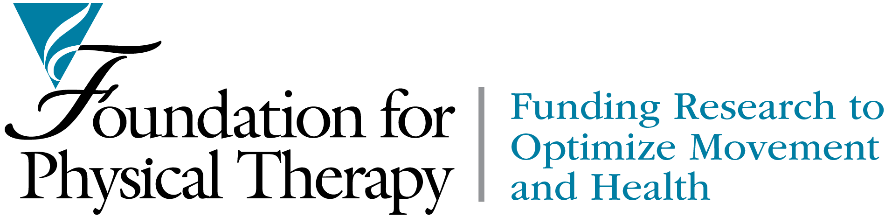 Foundation for
Physical Therapy
Funding Research to
Optimize Movement
and Health